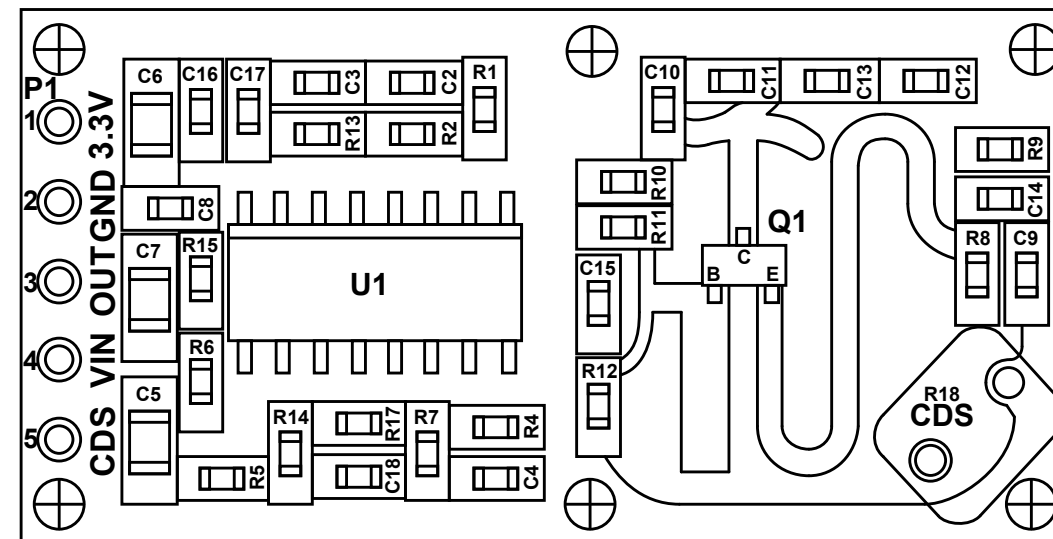 P1
1
2
3
4
5
3.3V
GND
OUT
VIN
CDS
C6
C16
C17
C3
C2
R1
R13
R2
C8
C7
R15
U1
R6
C5
R14
R17
R7
R4
R5
C18
C4
C10
C11
C13
C12
R10
R11
Q1
C
B
E
C15
R12
R9
C14
R8
C9
R18
CDS